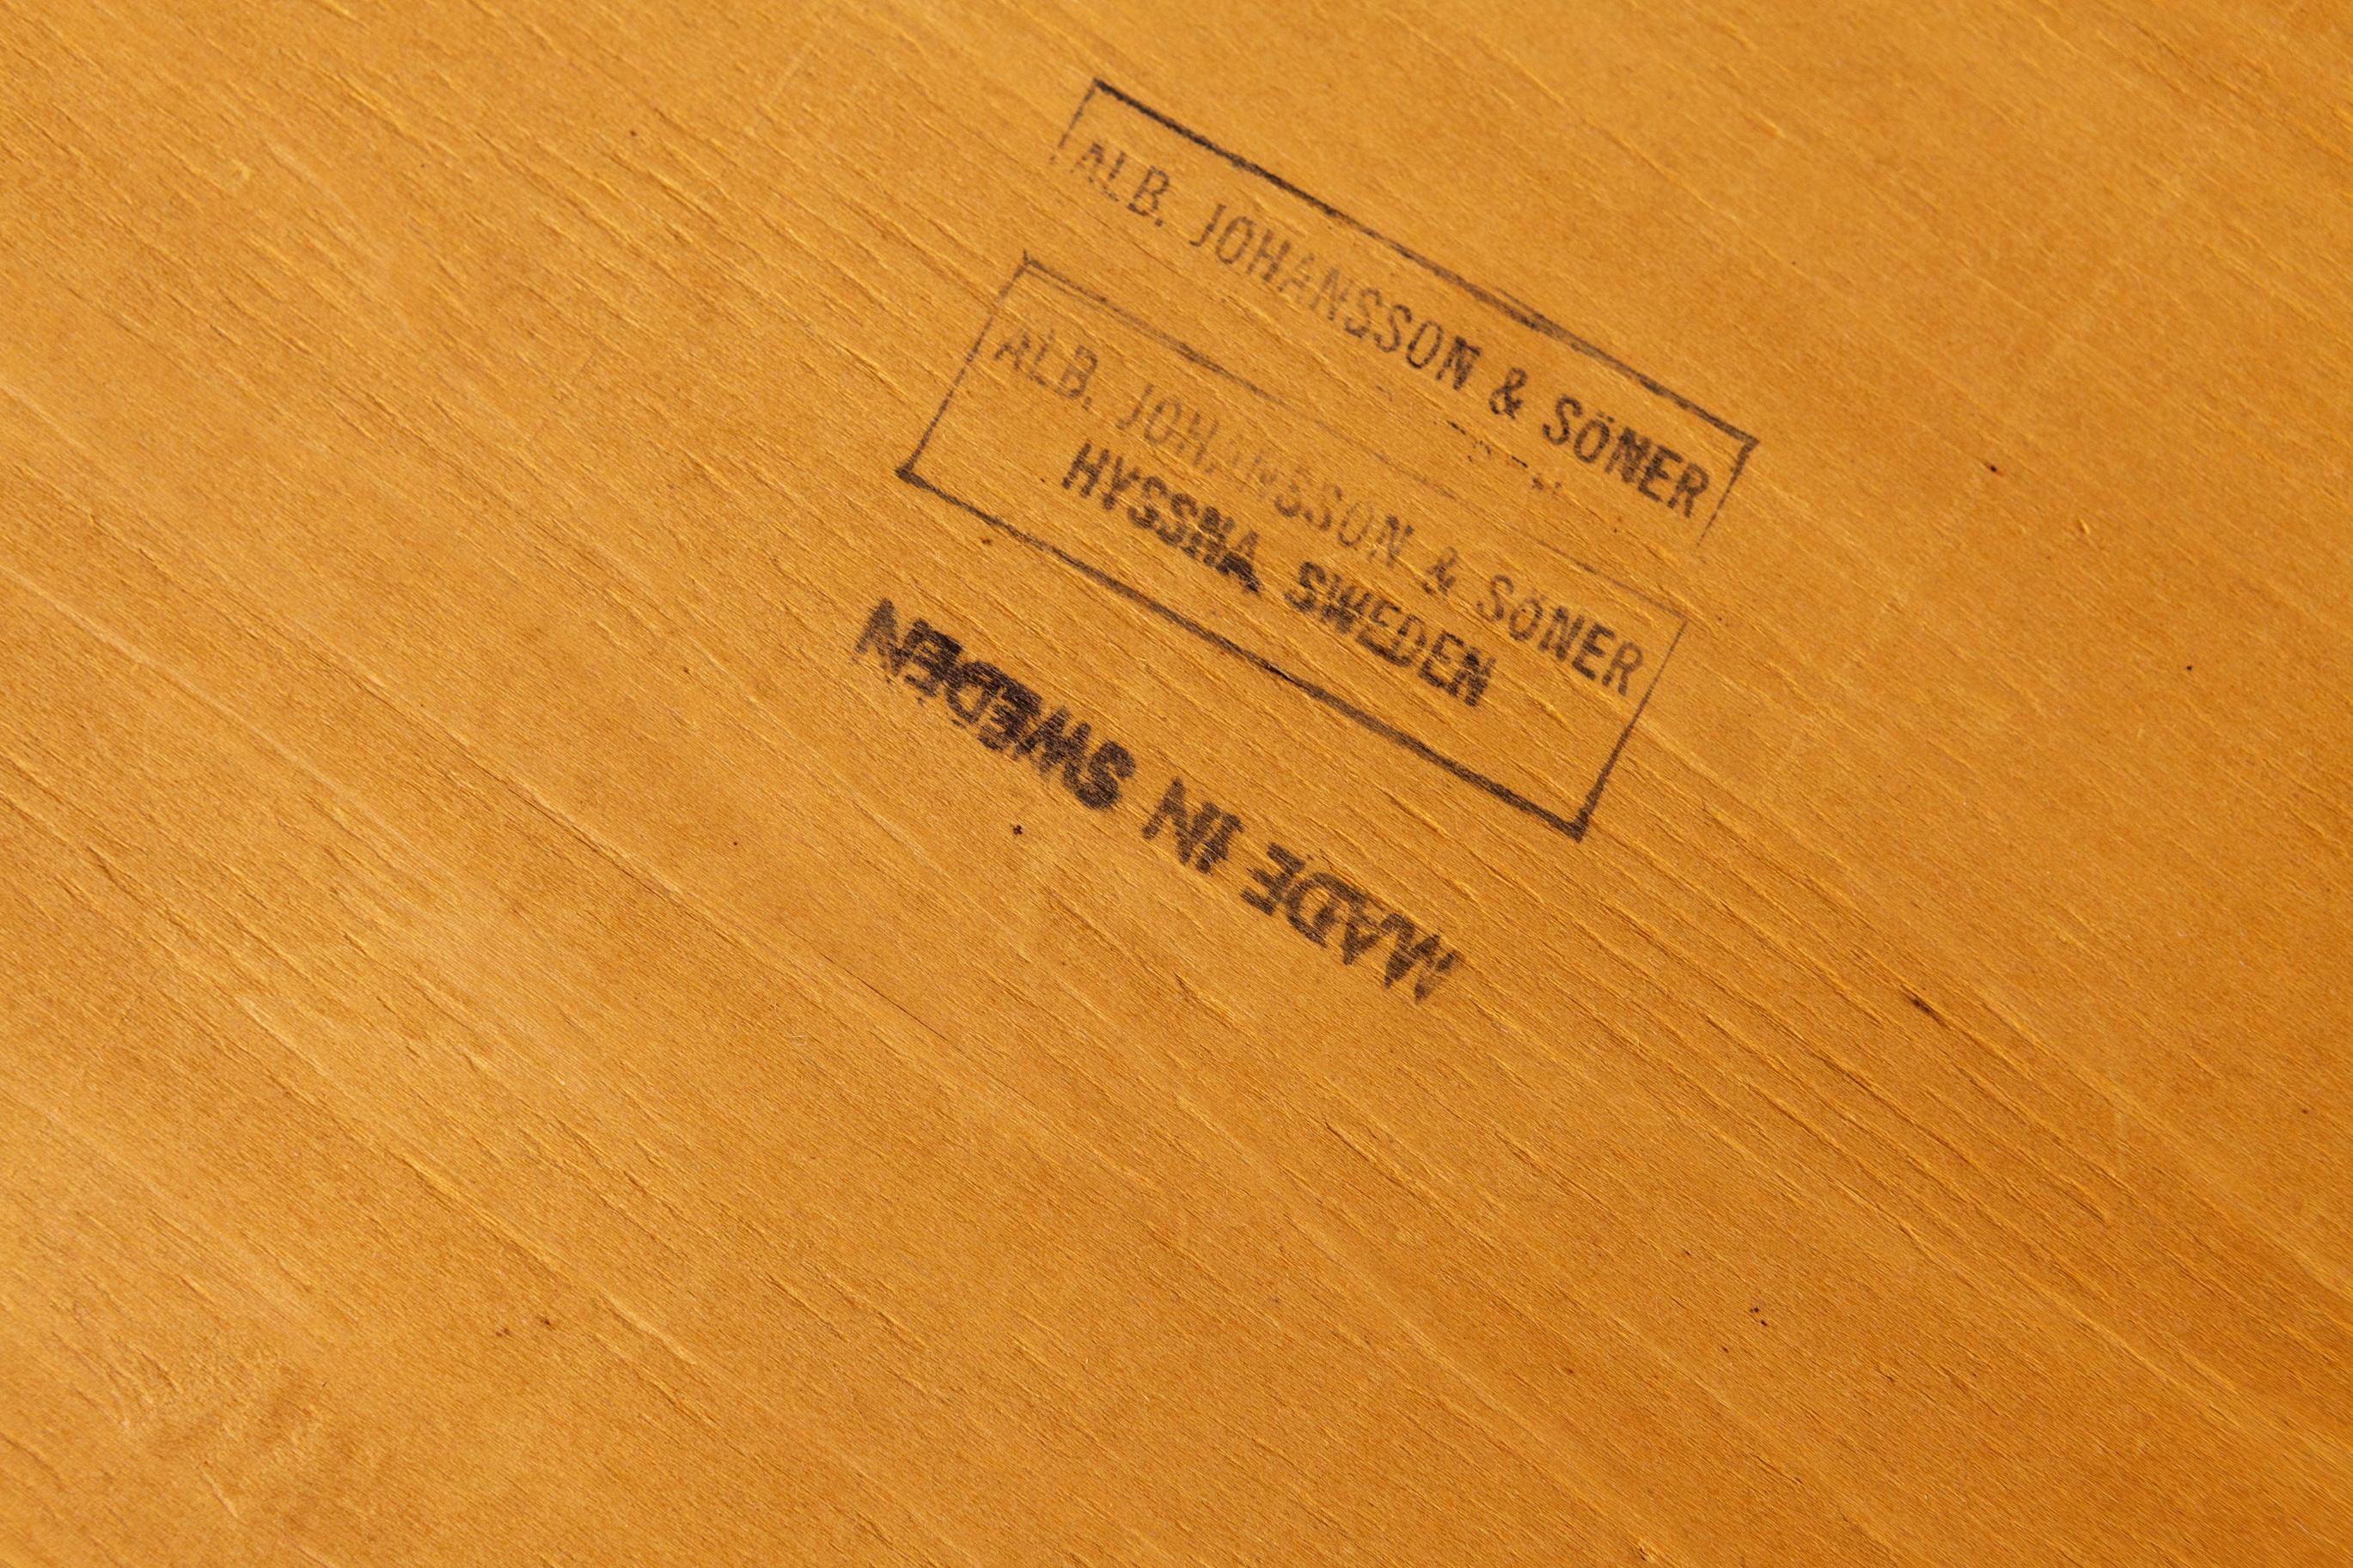 ALB. JOHANSSON & SÖNER
ALB. JOHANSSON & SÖNER
HYSSNA SWEDEN
MADE IN SWEDEN